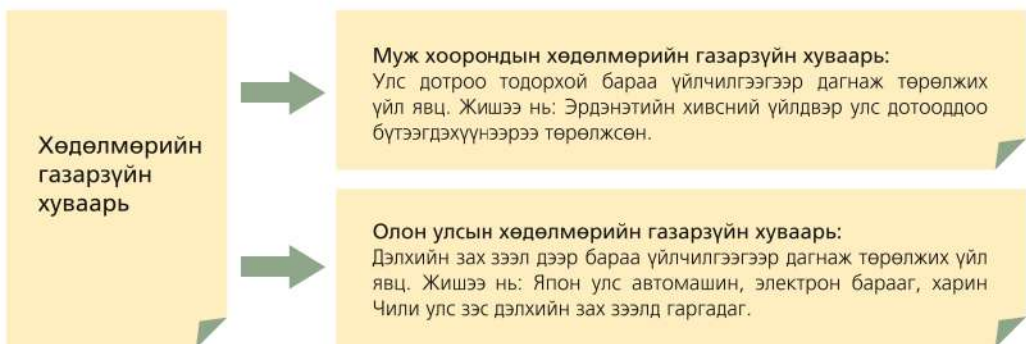 Хөдөлмөрийн
газарзүйн
хуваарь
Муж хоорондын хөдөлмөрийн газарзүйн хуваарь:
Улс дотроо тодорхой бараа үйлчилгээгээр дагнаж төрөлжих
үйл явц. Жишээ нь: Эрдэнэтийн хивсний үйлдвэр улс дотооддоо
бүтээгдэхүүнээрээ төрөлжсөн.
Олон улсын хөдөлмөрийн газарзүйн хуваарь:
Дэлхийн зах зээл дээр бараа үйлчилгээгээр дагнаж төрөлжих үйл
явц. Жишээ нь: Япон улс автомашин, электрон барааг, харин
Чили улс зэс дэлхийн зах зээлд гаргадаг.